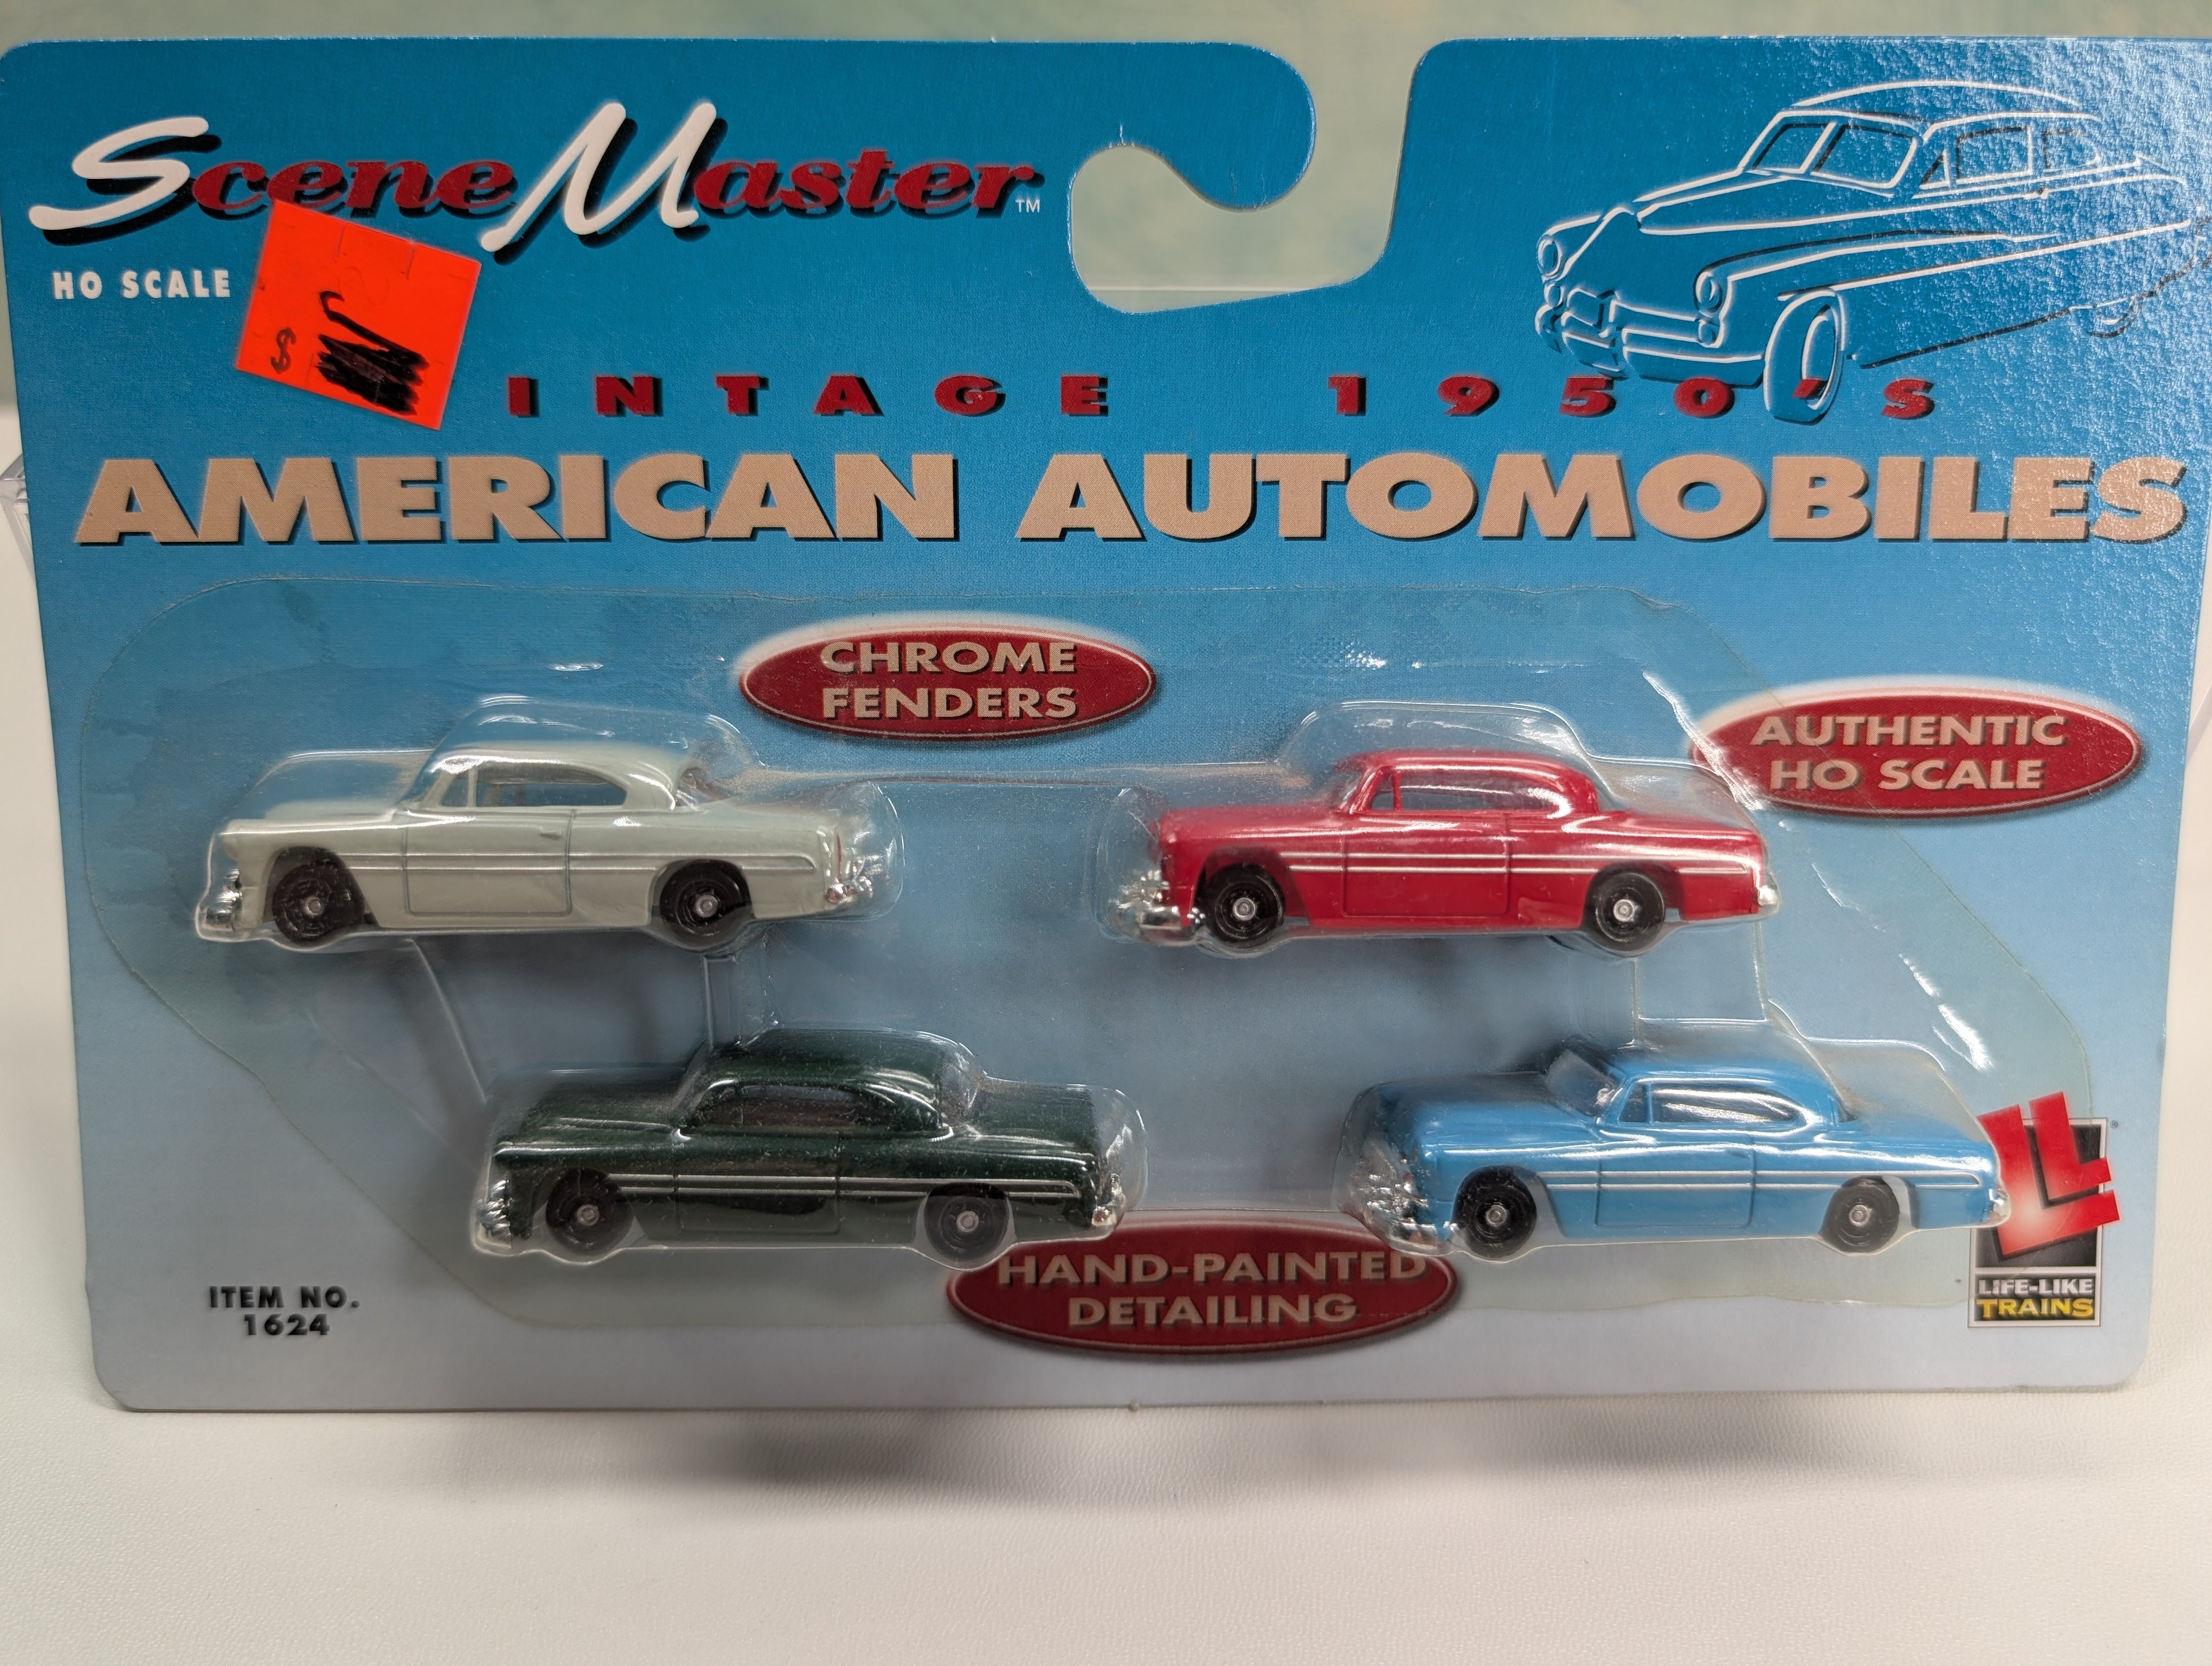 SceneMaster™
HO SCALE
$
INTAGE 1950'S
AMERICAN AUTOMOBILES
CHROME
FENDERS
AUTHENTIC
HO SCALE
HAND-PAINTED
DETAILING
ITEM NO.
1624
LL®
LIFE-LIKE
TRAINS